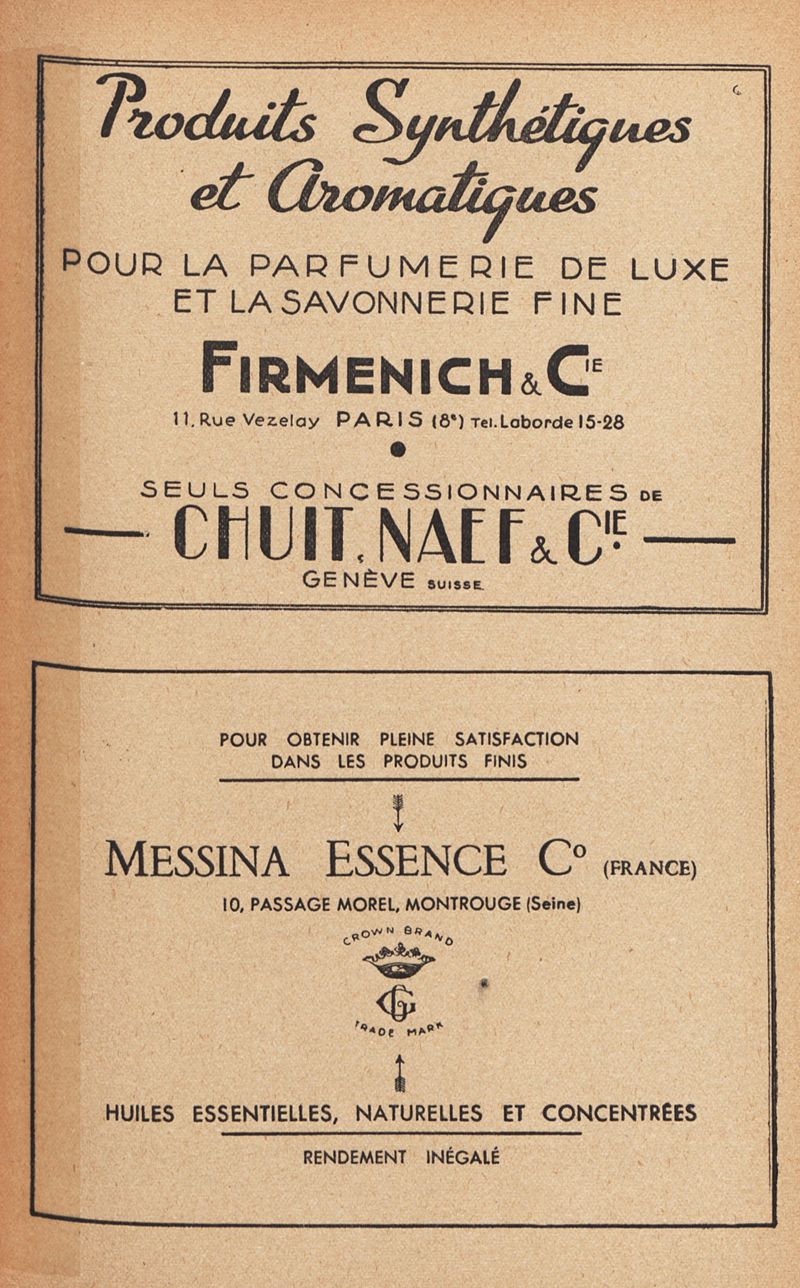 Produits Synthétiques
et Aromatiques
POUR LA PARFUMERIE DE LUXE
ET LA SAVONNERIE FINE
FIRMENICH & CIE
11, Rue Vezelay PARIS (8e) Tel. Laborde 15-28
SEULS CONCESSIONNAIRES DE
CHUIT, NAEF & CIE.
GENÈVE SUISSE
POUR OBTENIR PLEINE SATISFACTION
DANS LES PRODUITS FINIS
MESSINA ESSENCE Co (FRANCE)
10, PASSAGE MOREL, MONTROUGE (Seine)
CROWN BRAND
TRADE MARK
HUILES ESSENTIELLES, NATURELLES ET CONCENTRÉES
RENDEMENT INÉGALÉ